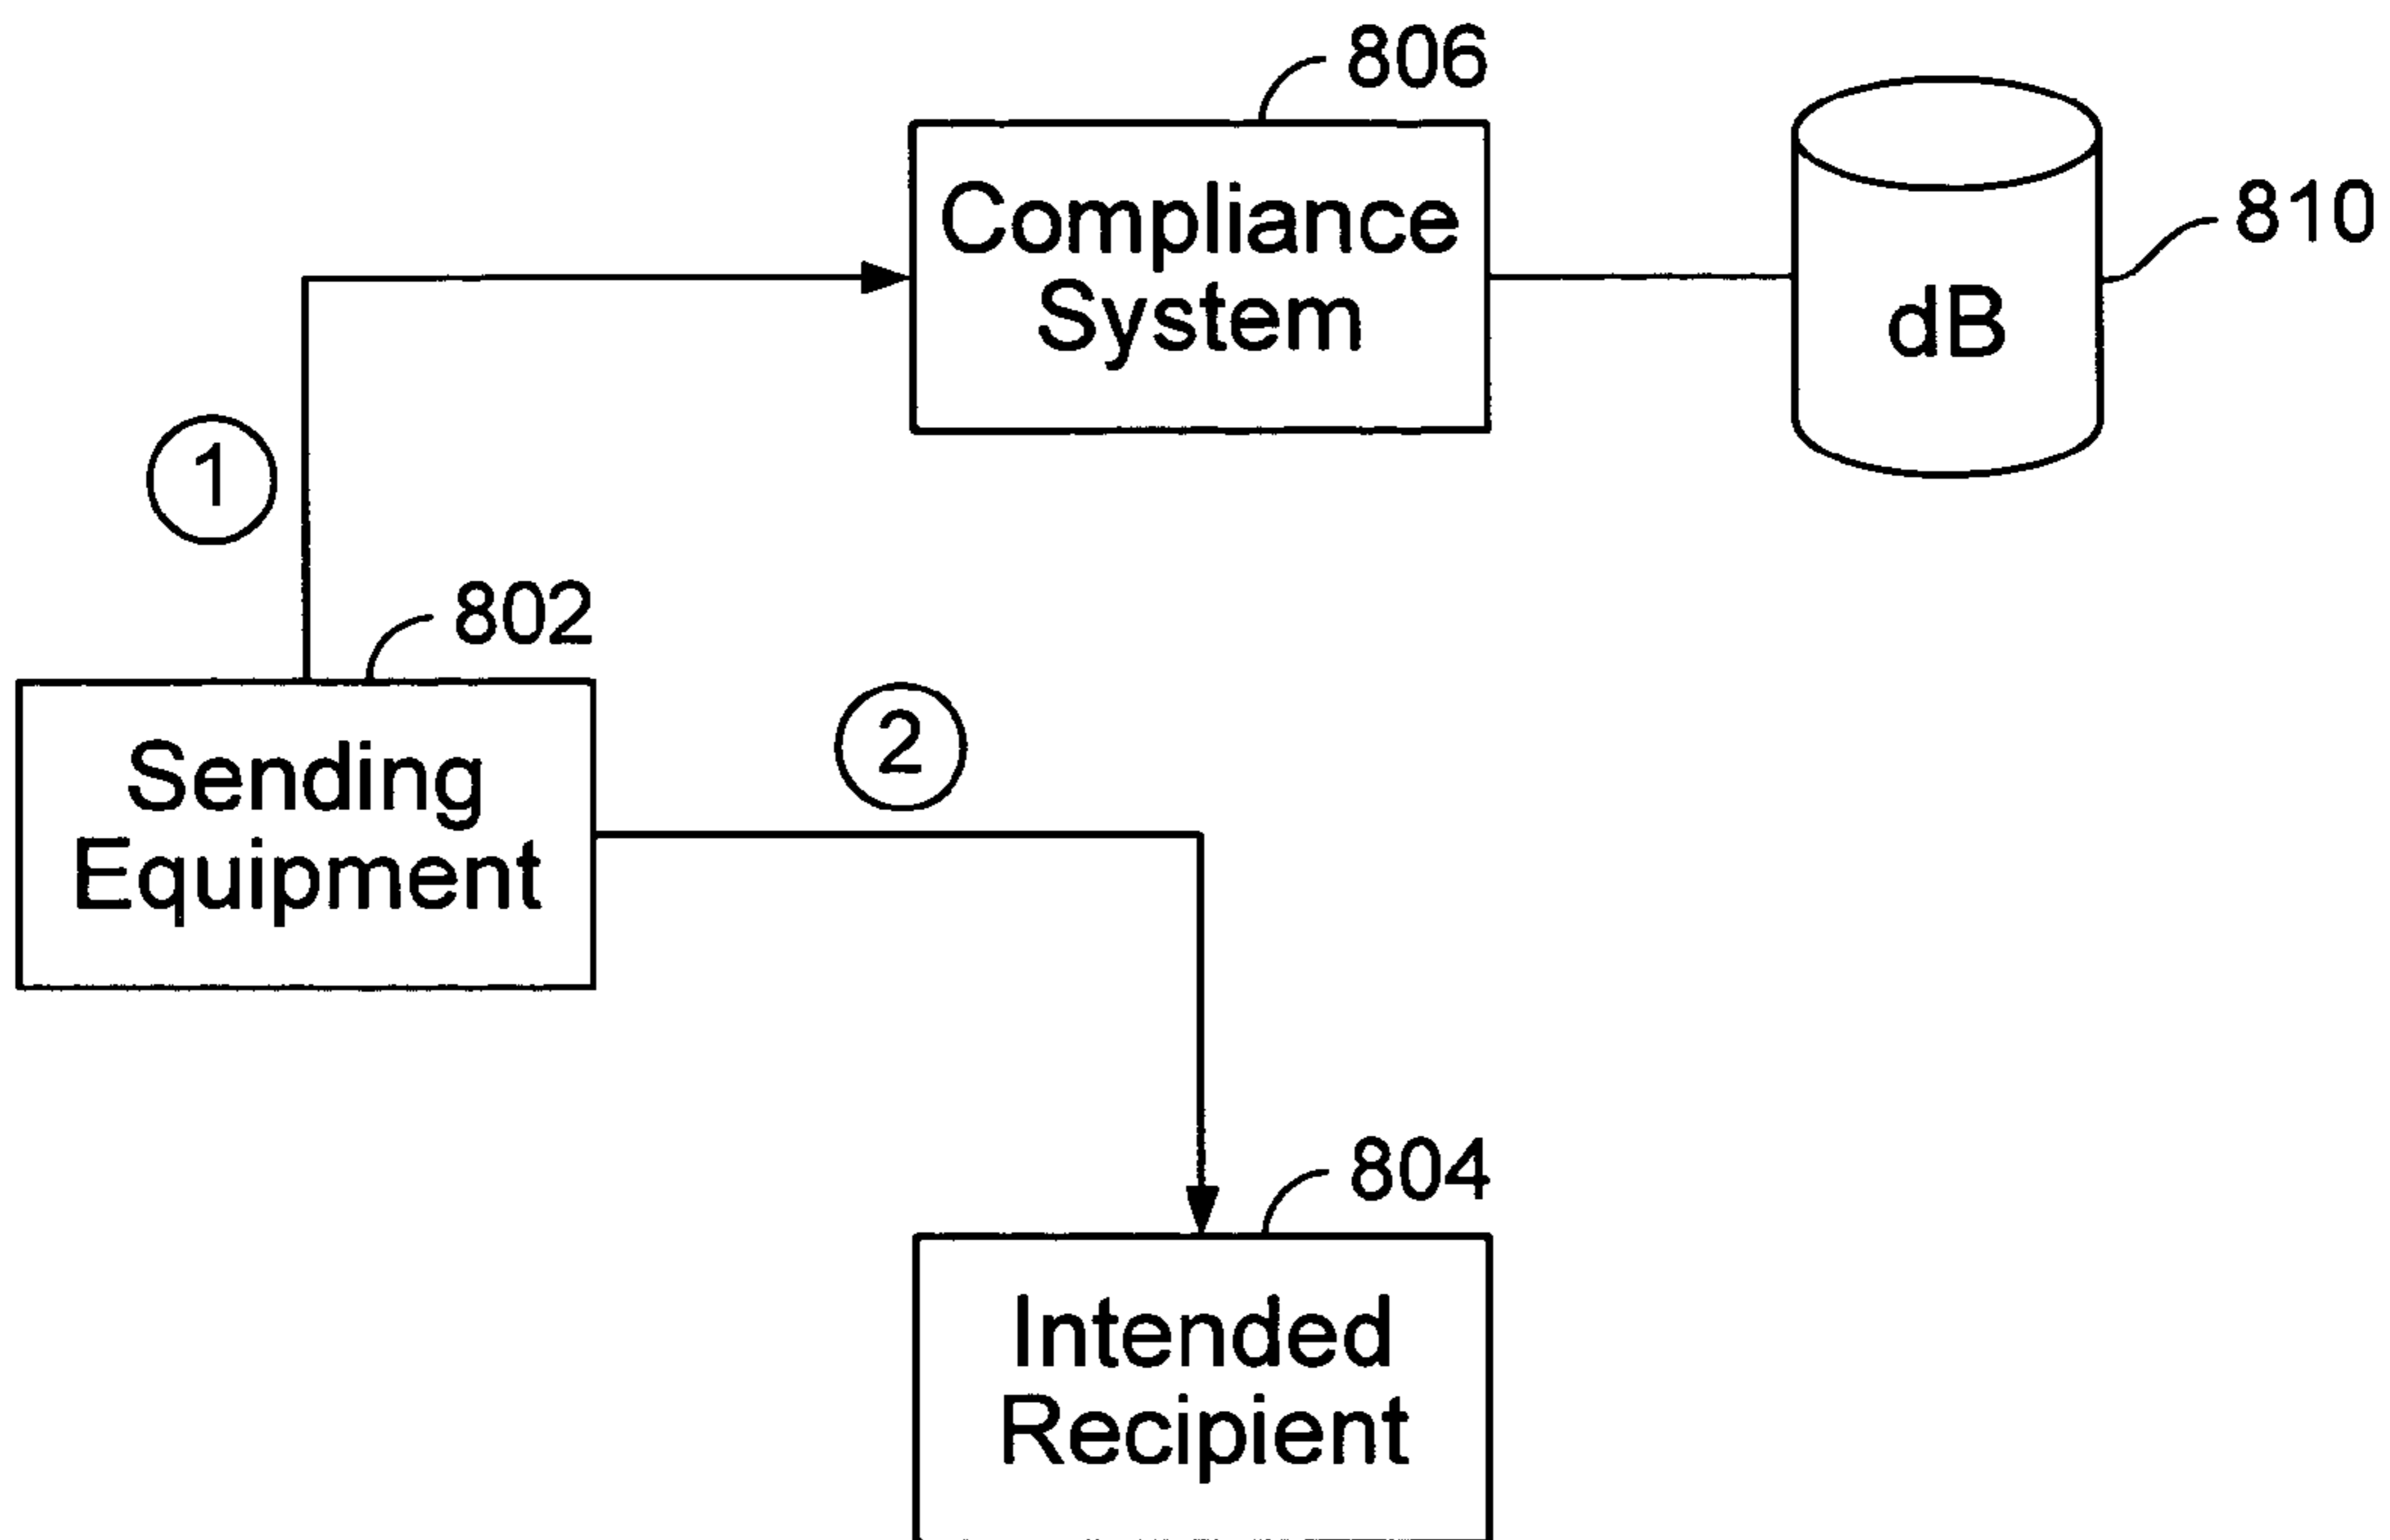 806
Compliance
System
dB
810
1
802
Sending
Equipment
2
804
Intended
Recipient